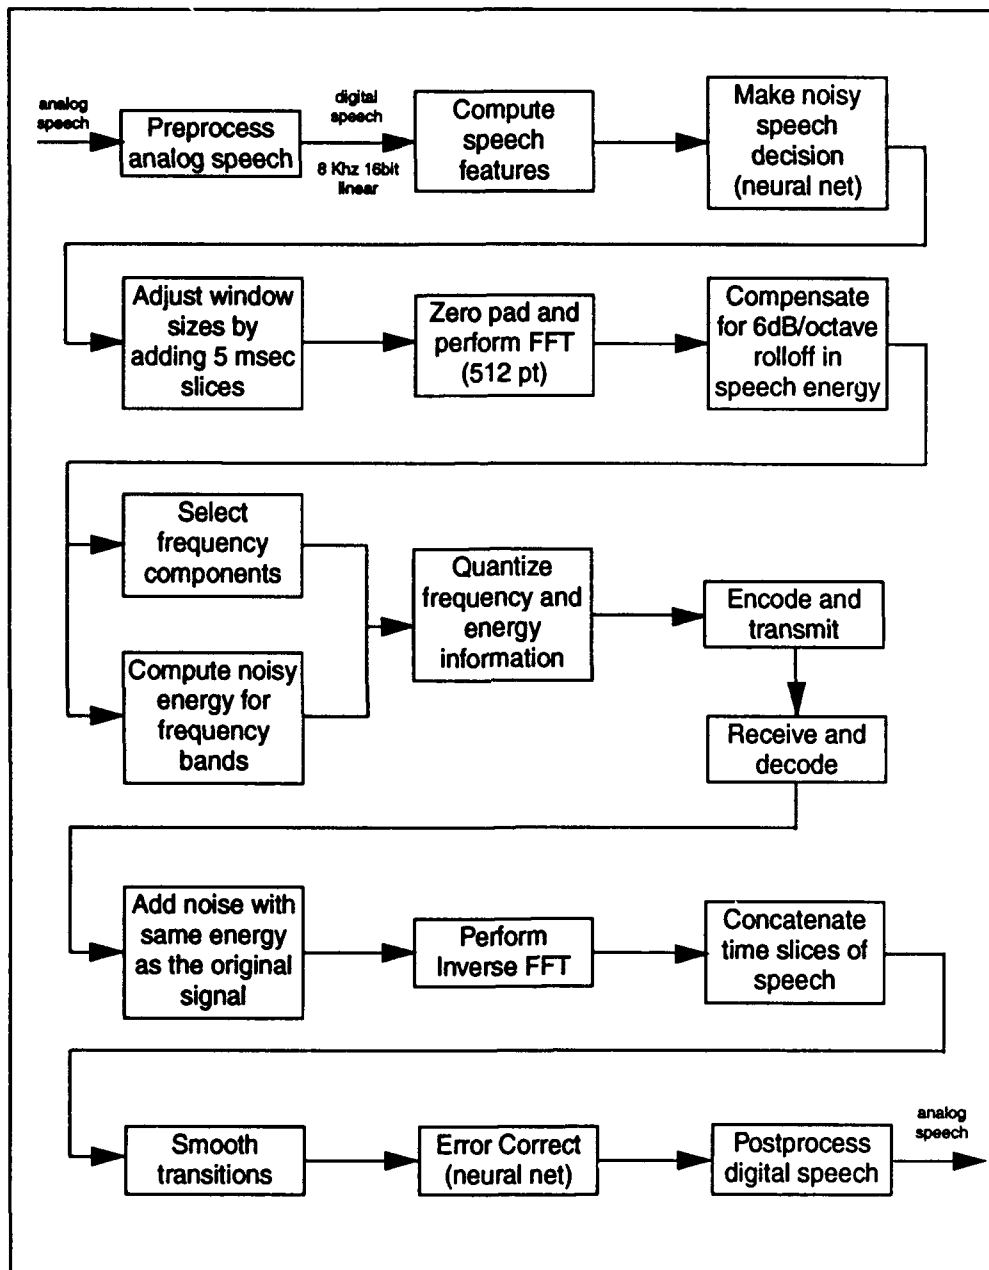 analog
speech
Preprocess
analog speech
digital
speech
8 Khz 16bit
linear
Compute
speech
features
Make noisy
speech
decision
(neural net)
Adjust window
sizes by
adding 5 msec
slices
Zero pad and
perform FFT
(512 pt)
Compensate
for 6dB/octave
rolloff in
speech energy
Select
frequency
components
Compute noisy
energy for
frequency
bands
Quantize
frequency and
energy
information
Encode and
transmit
Receive and
decode
Add noise with
same energy
as the original
signal
Perform
Inverse FFT
Concatenate
time slices of
speech
Smooth
transitions
Error Correct
(neural net)
Postprocess
digital speech
analog
speech